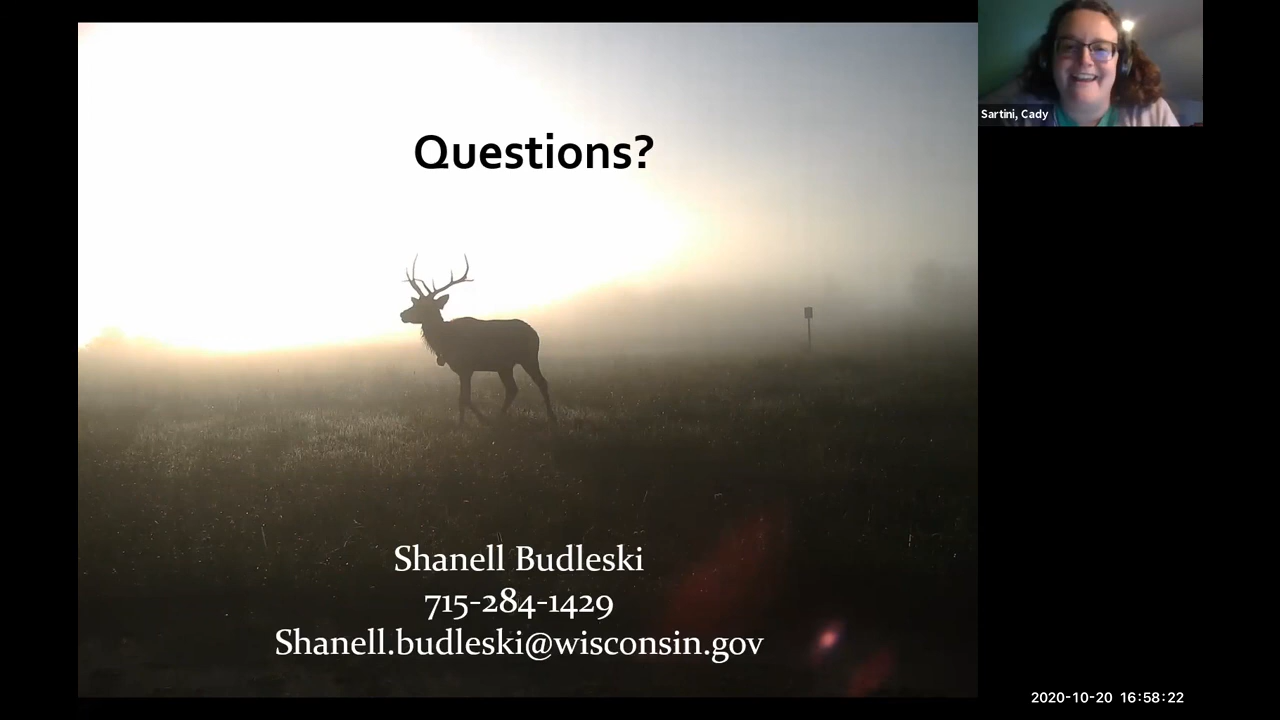 Questions?
Sartini, Cady
Shanell Budleski
715-284-1429
Shanell.budleski@wisconsin.gov
2020-10-20 16:58:22